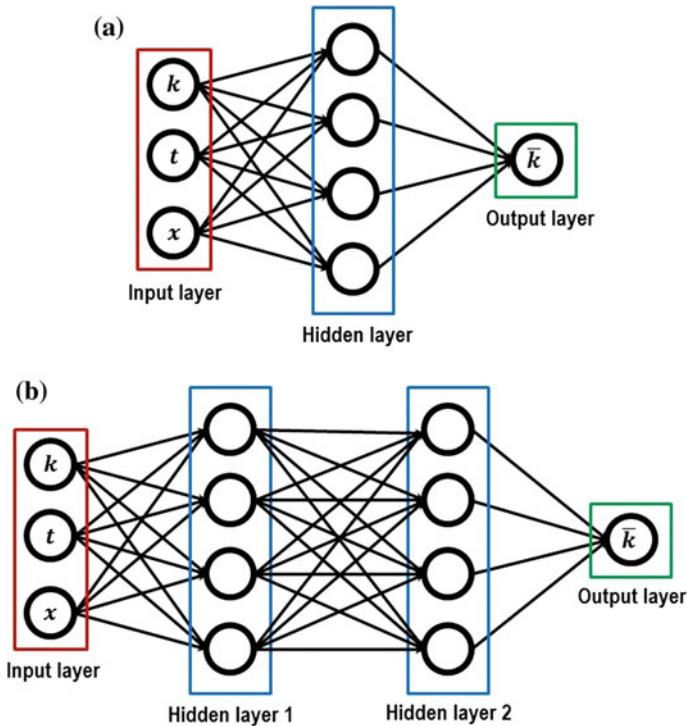 (a)
k
t
x
k̄
Input layer
Hidden layer
Output layer
(b)
k
t
x
k̄
Input layer
Hidden layer 1
Hidden layer 2
Output layer